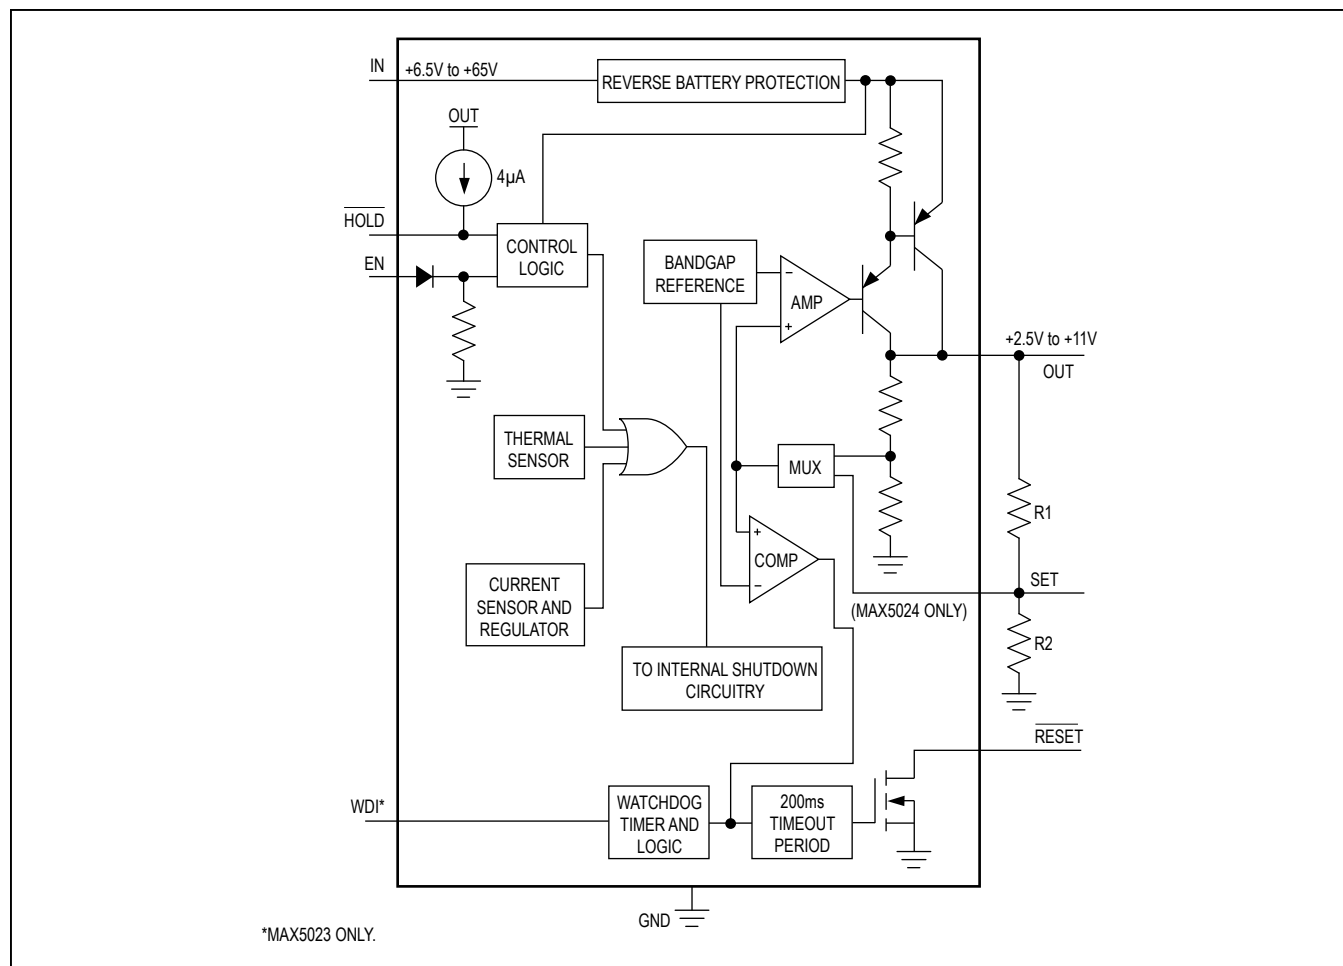 IN
+6.5V to +65V
REVERSE BATTERY PROTECTION
OUT
4µA
HOLD
CONTROL
LOGIC
EN
BANDGAP
REFERENCE
−
AMP
+
+2.5V to +11V
OUT
THERMAL
SENSOR
MUX
R1
+
COMP
−
CURRENT
SENSOR AND
REGULATOR
SET
(MAX5024 ONLY)
R2
TO INTERNAL SHUTDOWN
CIRCUITRY
RESET
WDI*
WATCHDOG
TIMER AND
LOGIC
200ms
TIMEOUT
PERIOD
GND
*MAX5023 ONLY.